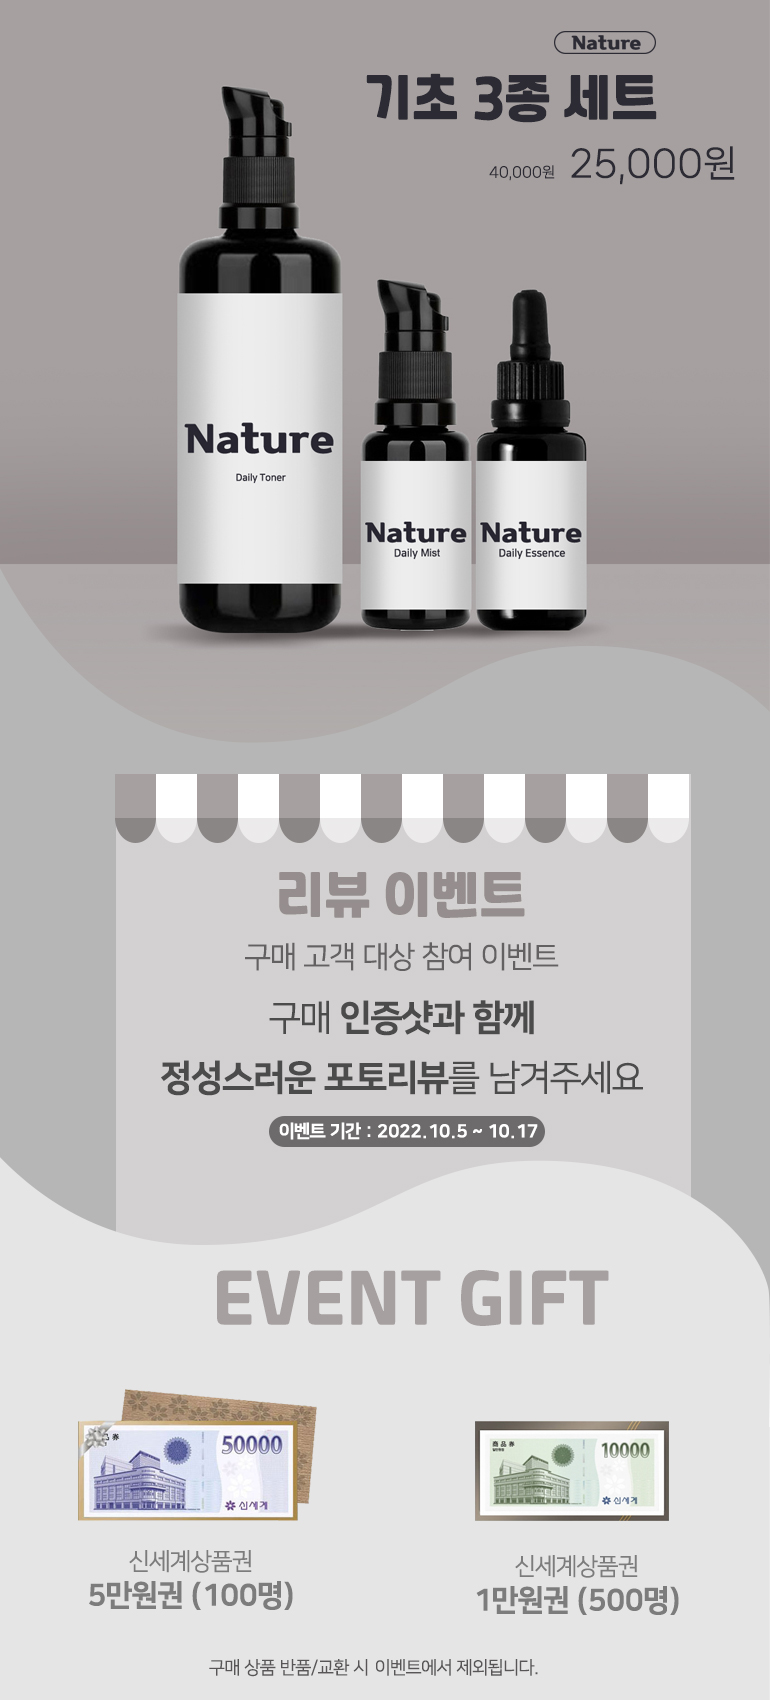 Nature
기초 3종 세트
40,000원 25,000원
Nature
Daily Toner
Nature
Daily Mist
Nature
Daily Essence
리뷰 이벤트
구매 고객 대상 참여 이벤트
구매 인증샷과 함께
정성스러운 포토리뷰를 남겨주세요
이벤트 기간 : 2022.10.5 ~ 10.17
EVENT GIFT
品券
50000
신세계
商品券
10000
신세계
신세계상품권
5만원권 (100명)
신세계상품권
1만원권 (500명)
구매 상품 반품/교환 시 이벤트에서 제외됩니다.